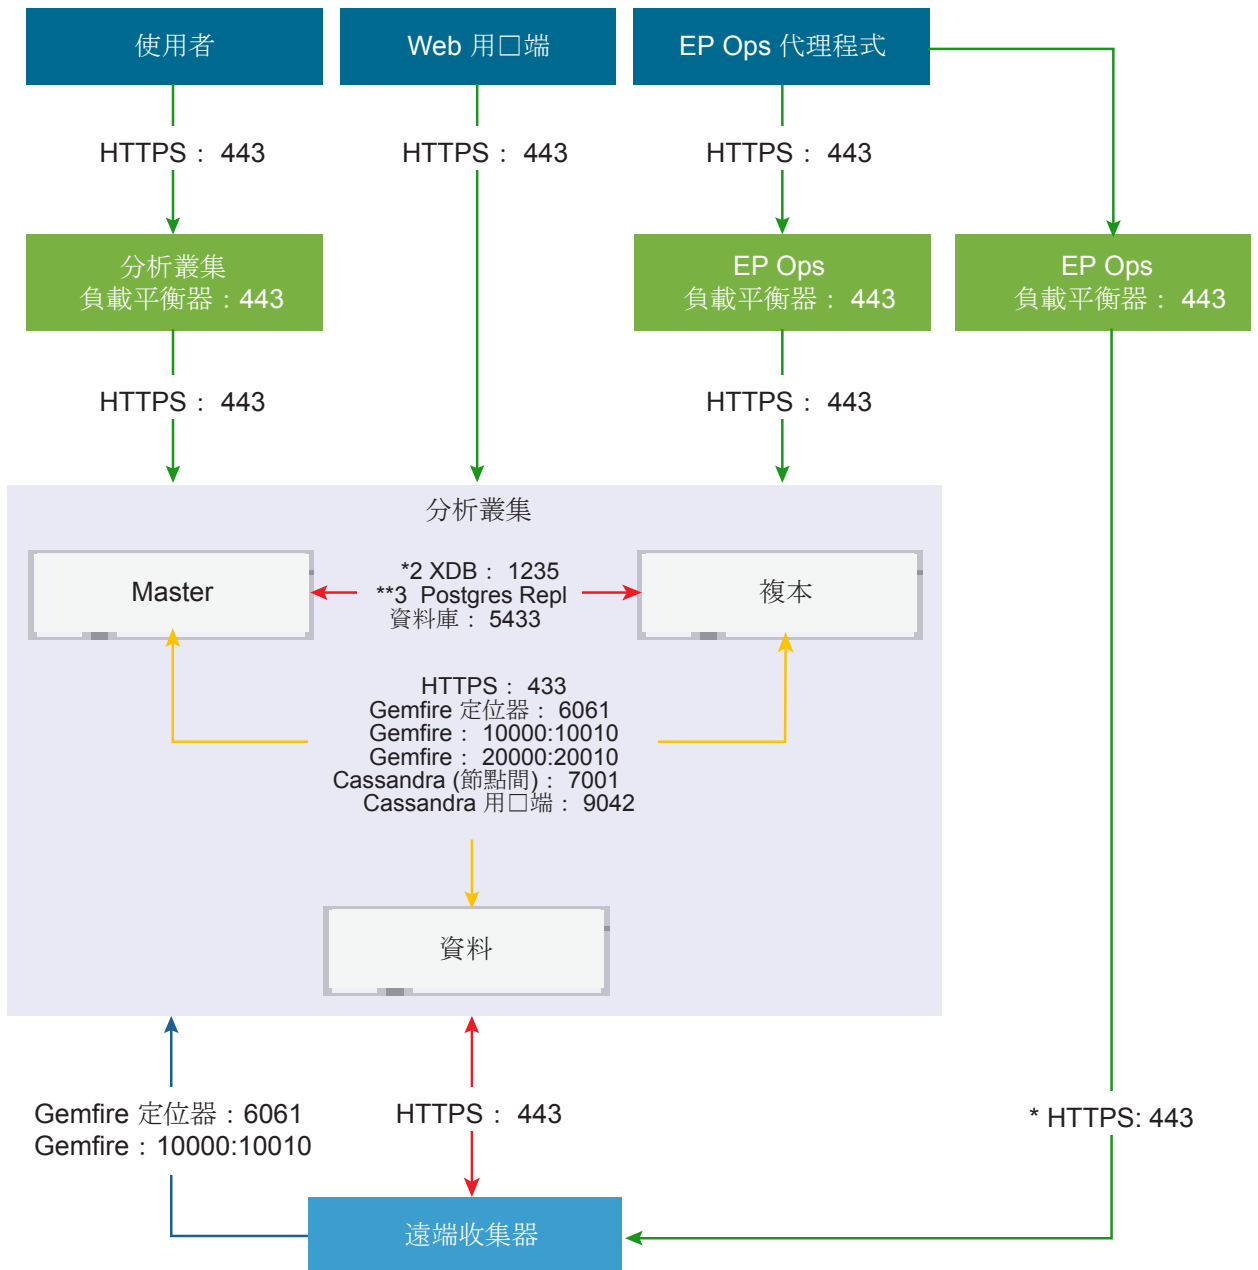 使用者
Web 用□端
EP Ops 代理程式
HTTPS： 443
HTTPS： 443
HTTPS： 443
分析叢集
負載平衡器：443
EP Ops
負載平衡器： 443
EP Ops
負載平衡器： 443
HTTPS： 443
HTTPS： 443
分析叢集
Master
*2 XDB： 1235
**3 Postgres Repl
資料庫： 5433
複本
HTTPS： 433
Gemfire 定位器： 6061
Gemfire： 10000:10010
Gemfire： 20000:20010
Cassandra (節點間)： 7001
Cassandra 用□端： 9042
資料
Gemfire 定位器：6061
Gemfire：10000:10010
HTTPS： 443
* HTTPS: 443
遠端收集器